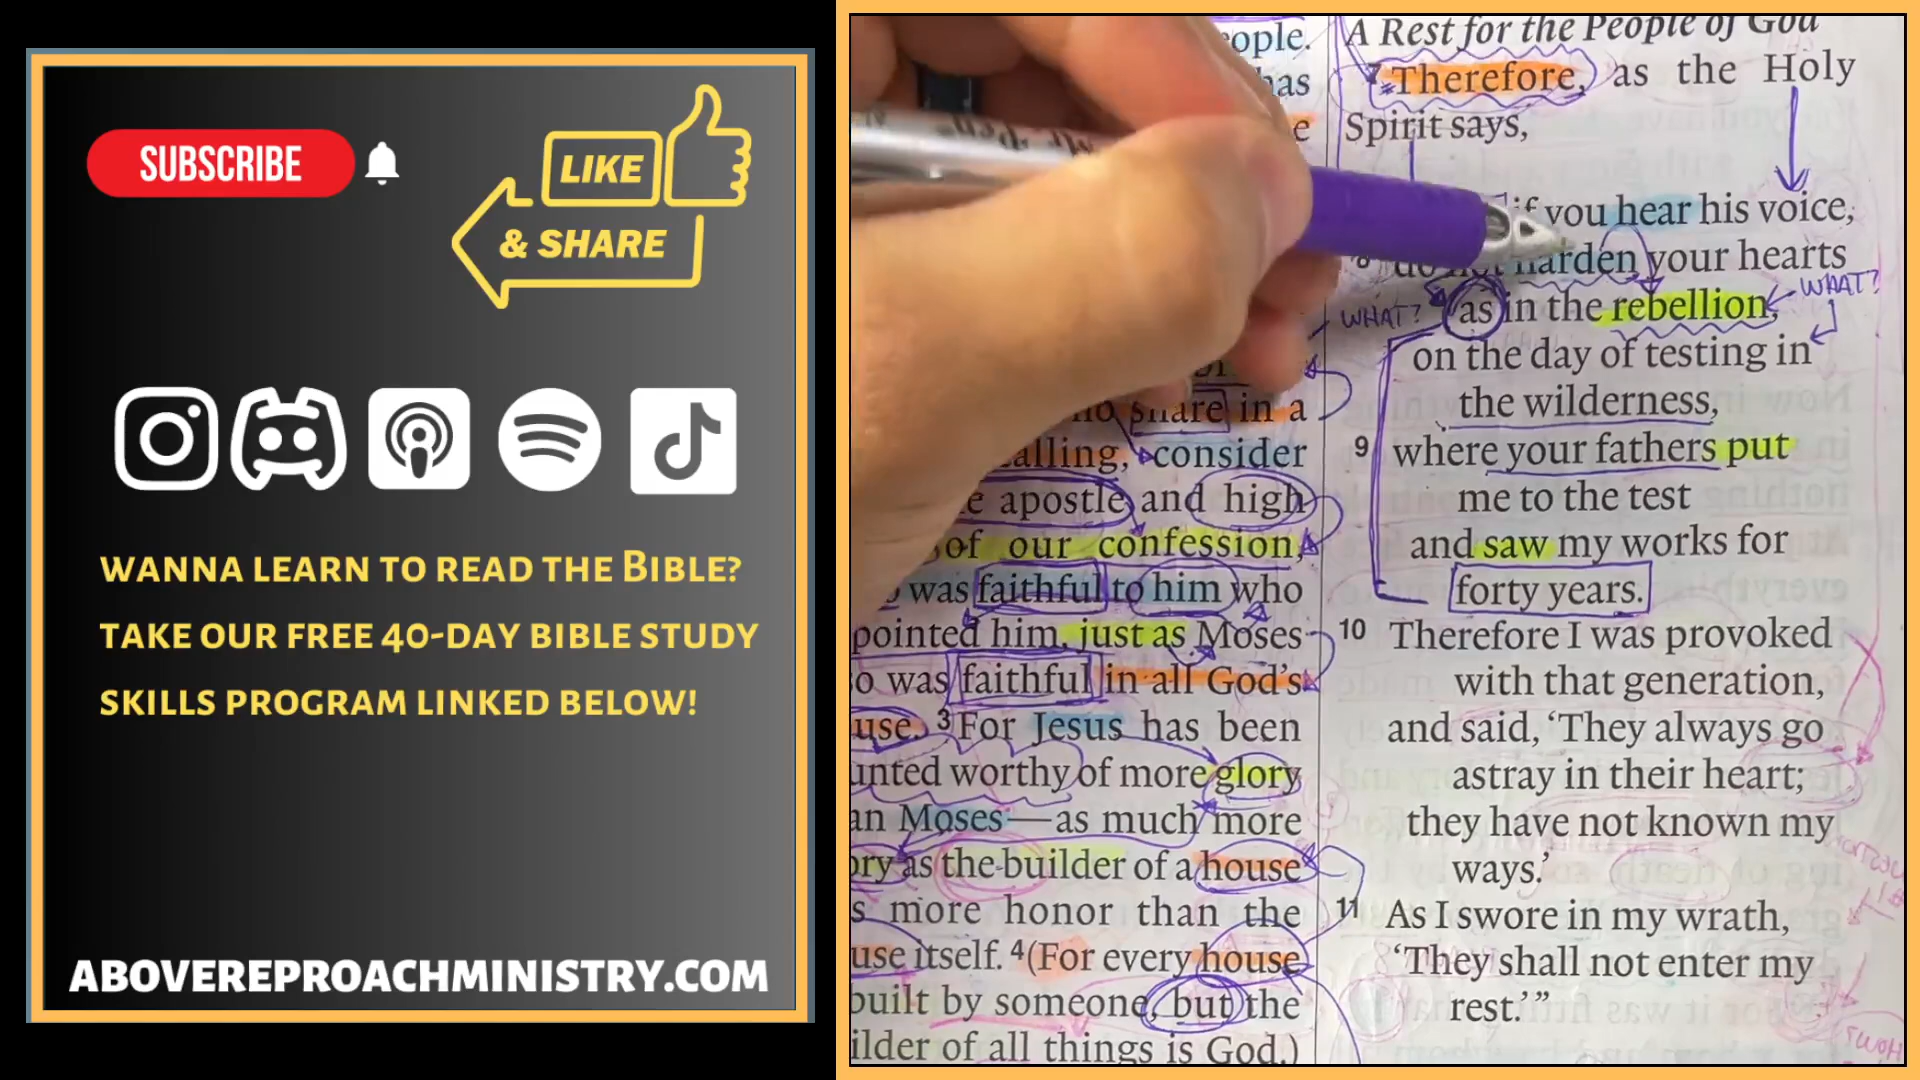 SUBSCRIBE
LIKE
& SHARE
WANNA LEARN TO READ THE BIBLE?
TAKE OUR FREE 40-DAY BIBLE STUDY
SKILLS PROGRAM LINKED BELOW!
ABOVEREPROACHMINISTRY.COM
share in a
consider
apostle and high
of our confession,
was faithful to him who
pointed him, just as Moses
was faithful in all God's
3 For Jesus has been
worthy of more glory
Moses—as much more
as the builder of a house
more honor than the
itself. 4 (For every house
built by someone, but the
of all things is God.)
A Rest for the People of God
7 Therefore, as the Holy
Spirit says,
if you hear his voice,
harden your hearts
WHAT? as in the rebellion, WHAT?
on the day of testing in
the wilderness,
9 where your fathers put
me to the test
and saw my works for
forty years.
10 Therefore I was provoked
with that generation,
and said, ‘They always go
astray in their heart;
they have not known my
ways.’
11 As I swore in my wrath,
‘They shall not enter my
rest.’”